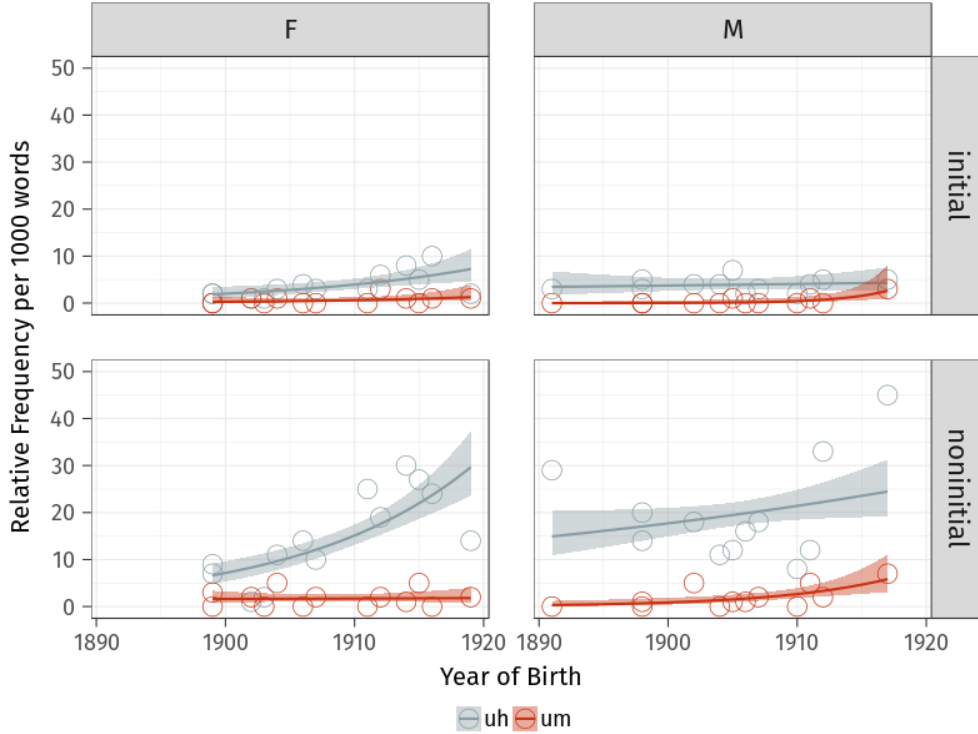 F M
50
40
30
20
10
0
initial
50
40
30
20
10
0
noninitial
Relative Frequency per 1000 words
1890 1900 1910 1920 1890 1900 1910 1920
Year of Birth
uh um